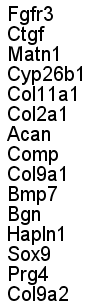 Fgfr3
Ctgf
Matn1
Cyp26b1
Col11a1
Col2a1
Acan
Comp
Col9a1
Bmp7
Bgn
Hapln1
Sox9
Prg4
Col9a2